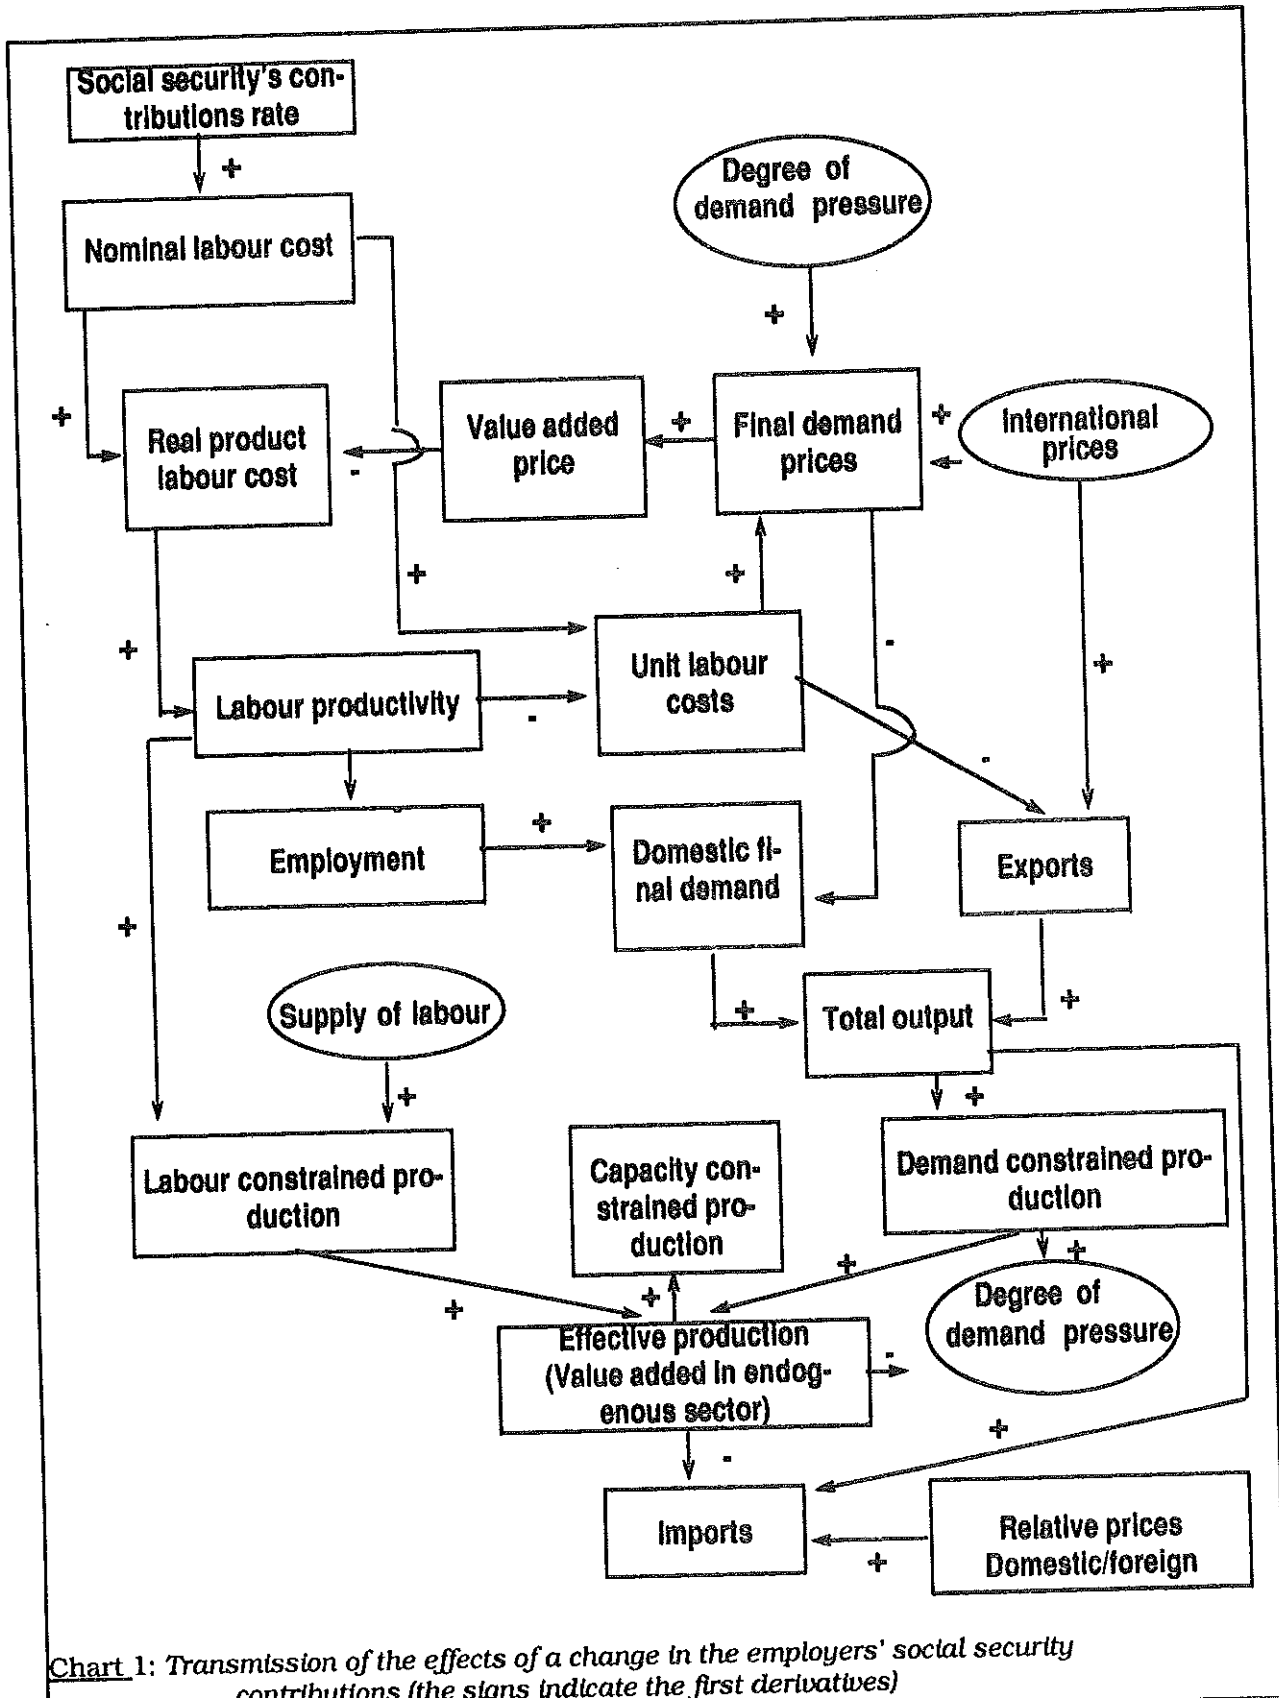 Social security's con-
tributions rate
+
Nominal labour cost
Degree of
demand pressure
+
+
Real product
labour cost
-
Value added
price
+
Final demand
prices
+
International
prices
+
+
+
-
+
Labour productivity
-
Unit labour
costs
-
Employment
+
Domestic fi-
nal demand
Exports
+
Supply of labour
+
+
Total output
+
+
Labour constrained pro-
duction
Capacity con-
strained pro-
duction
Demand constrained pro-
duction
+
+
+
+
Effective production
(Value added in endog-
enous sector)
-
Degree of
demand pressure
-
+
Imports
+
Relative prices
Domestic/foreign
Chart 1: Transmission of the effects of a change in the employers' social security
contributions (the signs indicate the first derivatives)